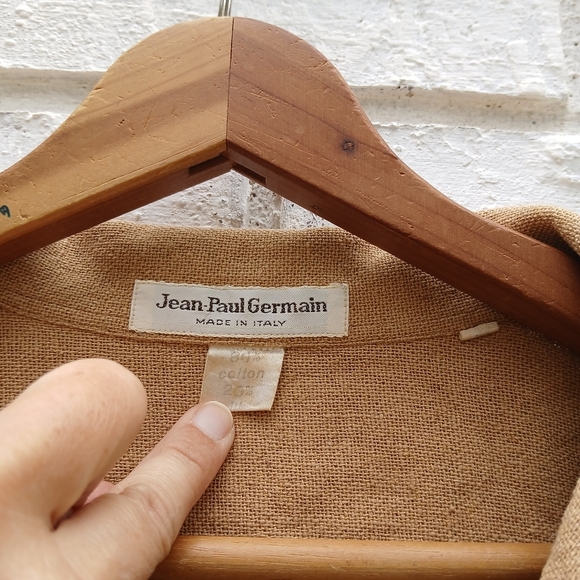 Jean-Paul Germain
MADE IN ITALY
80%
cotton
20%